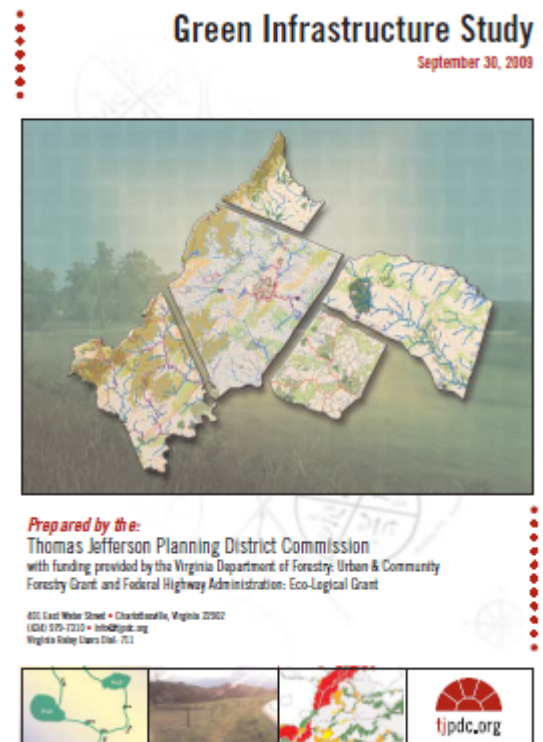 Green Infrastructure Study
September 30, 2009
Prepared by the:
Thomas Jefferson Planning District Commission
with funding provided by the Virginia Department of Forestry: Urban & Community
Forestry Grant and Federal Highway Administration: Eco-Logical Grant
401 East Water Street • Charlottesville, Virginia 22902
(434) 979-7310 • info@tjpdc.org
Virginia Relay Users Dial: 711
tjpdc.org